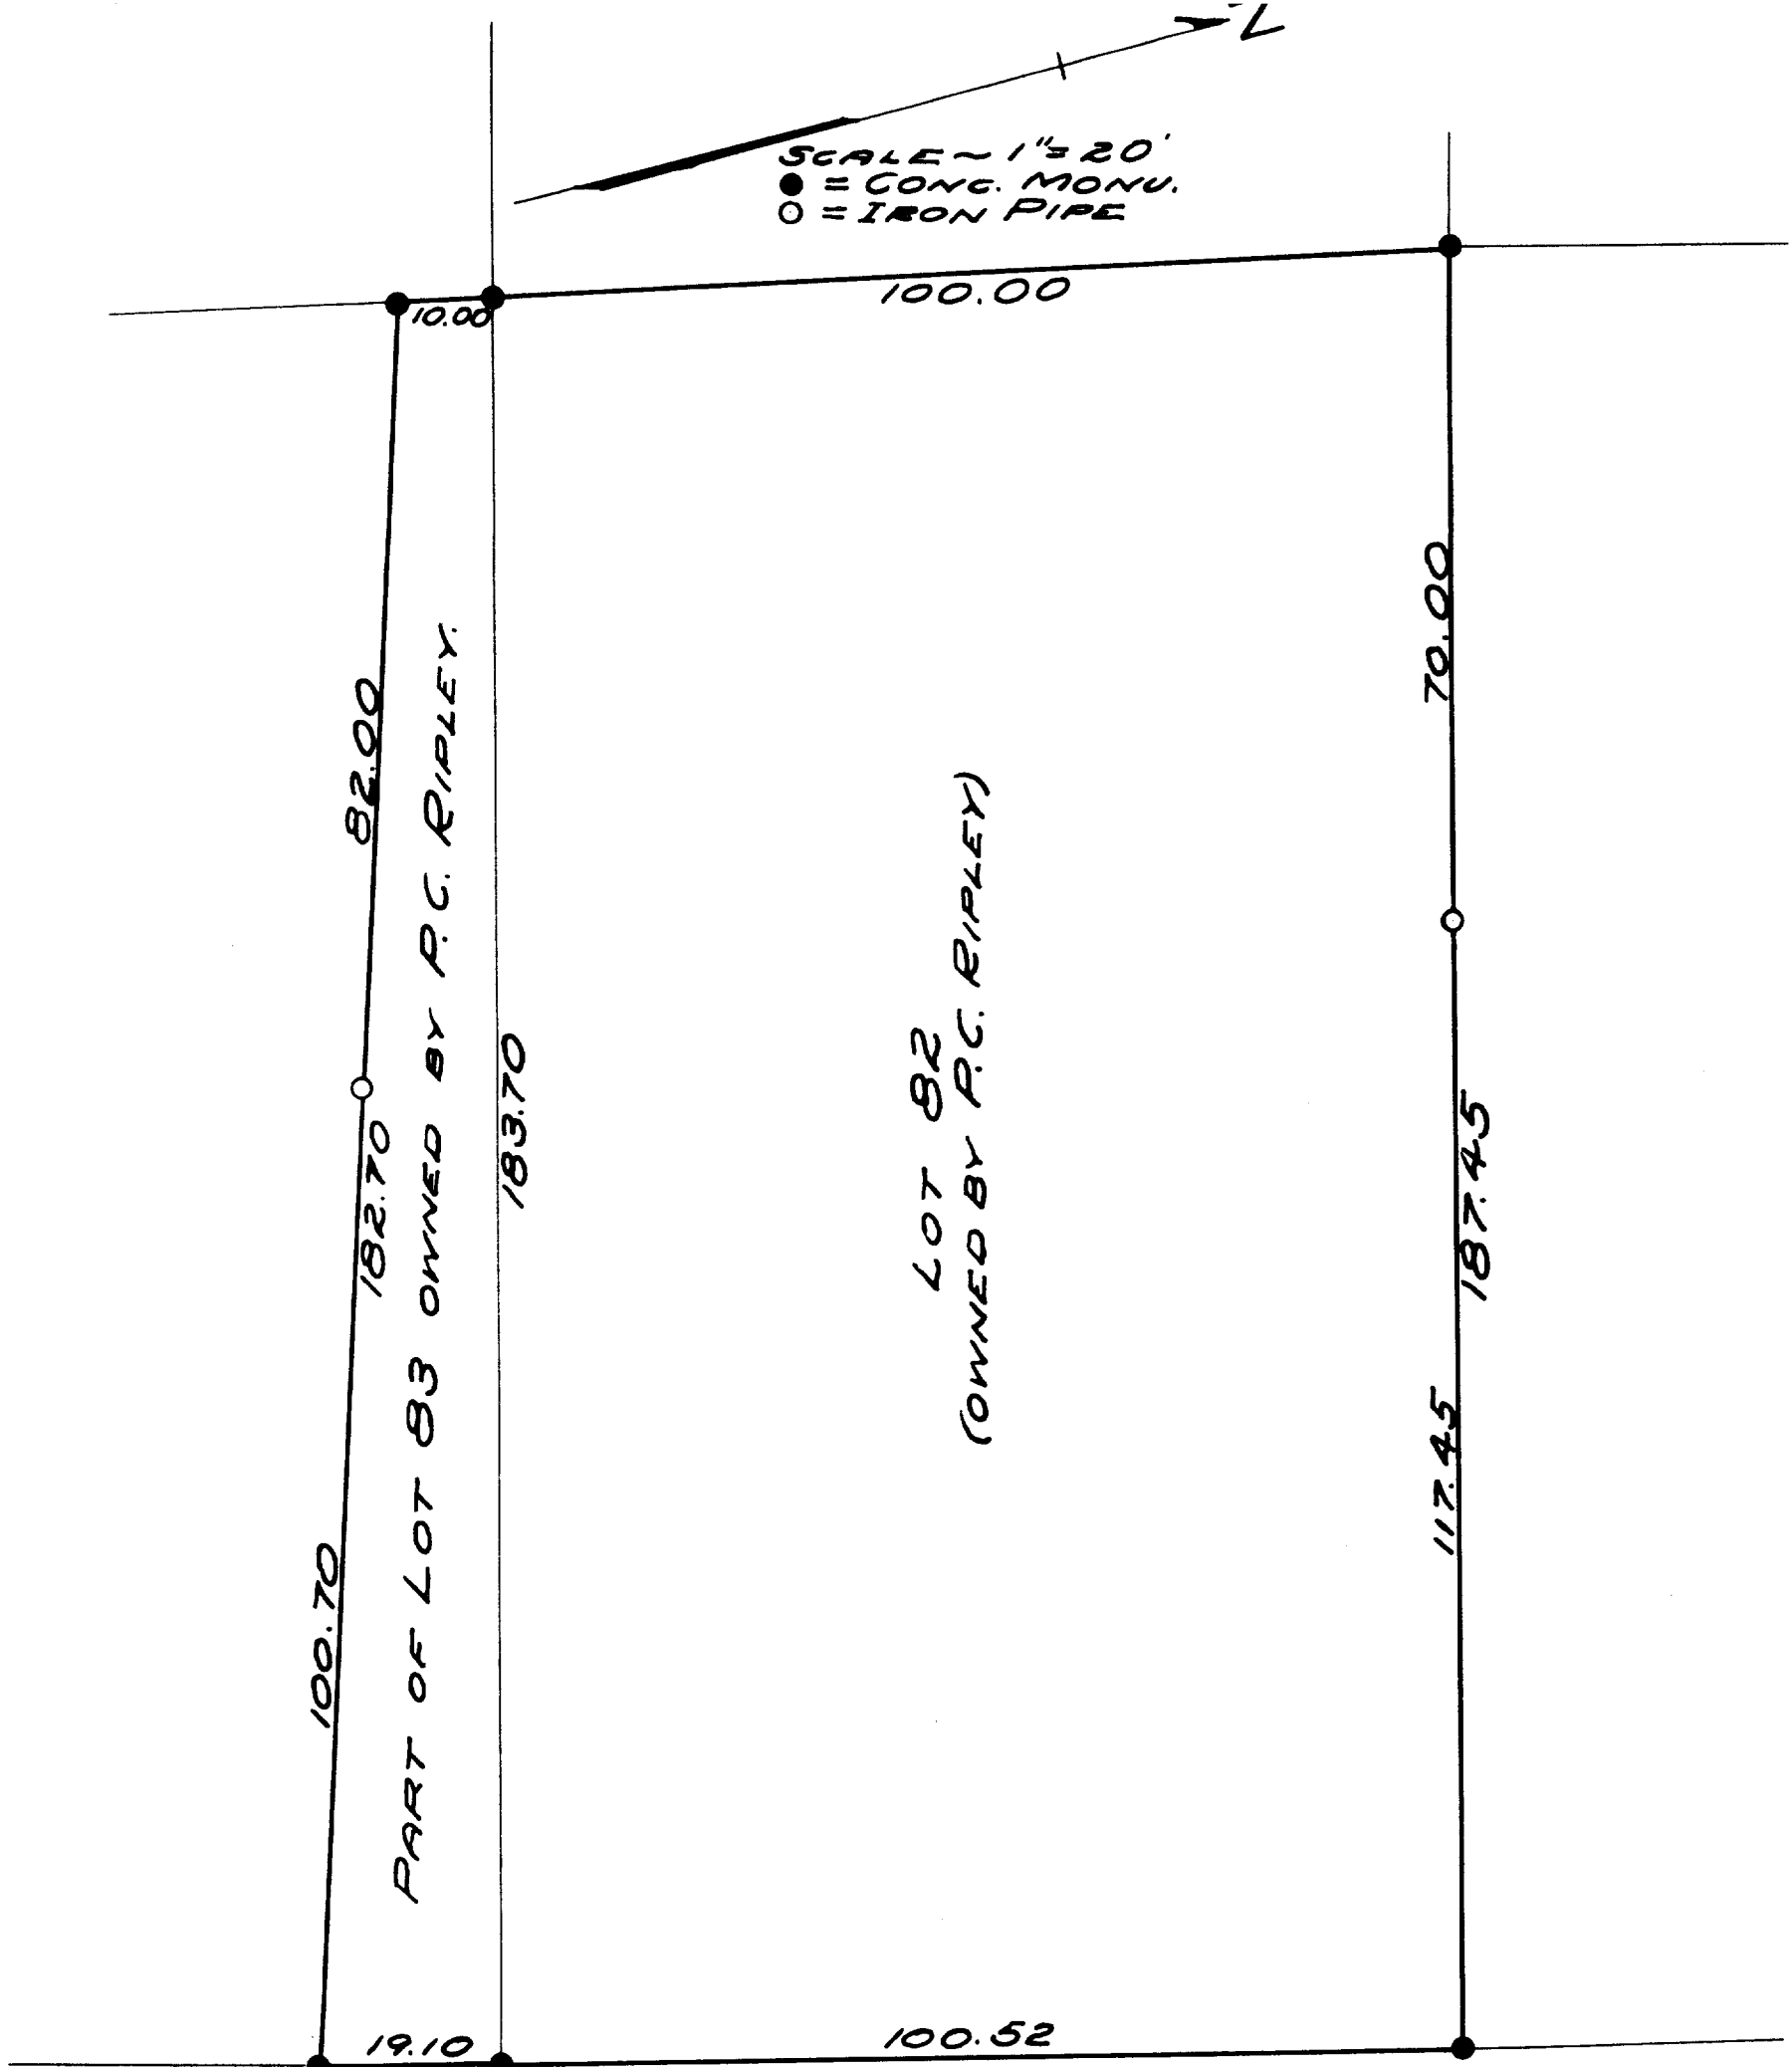 N
SCALE ~ 1" = 20'
● = CONC. MONU.
○ = IRON PIPE
100.00
10.00
70.00
82.00
PART OF LOT 83 OWNED BY P.C. RIPLEY.
183.70
182.70
LOT 82
(OWNED BY P.C. RIPLEY)
187.45
117.45
100.70
19.10
100.52